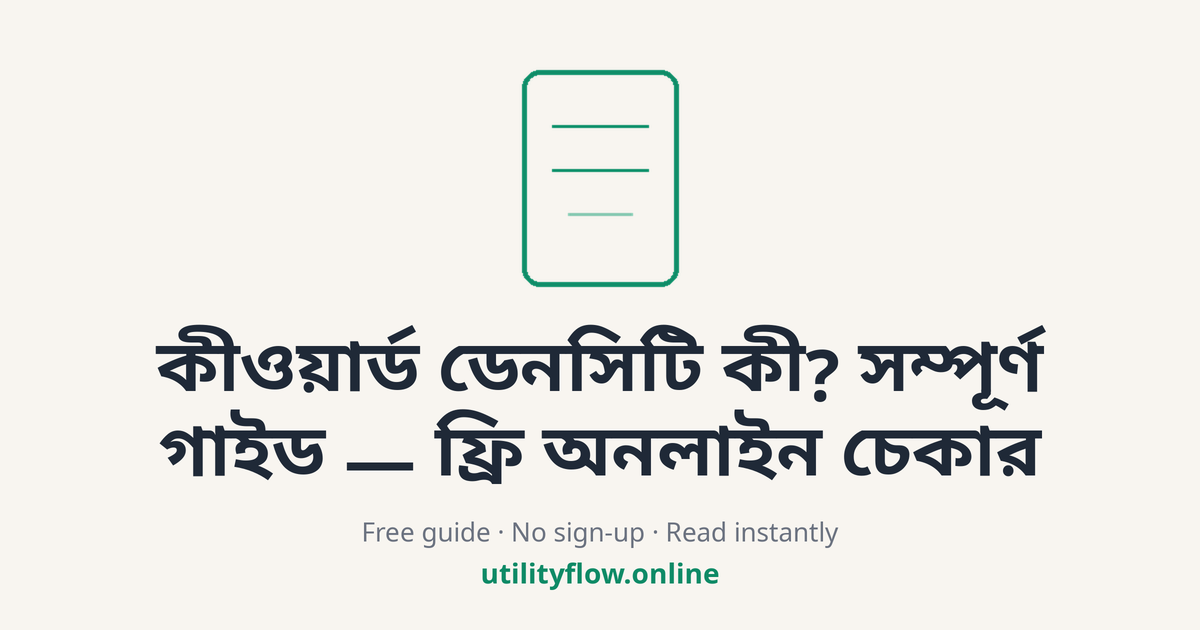 কীওয়ার্ড ডেনসিটি কী? সম্পূর্ণ
গাইড — ফ্রি অনলাইন চেকার
Free guide · No sign-up · Read instantly
utilityflow.online